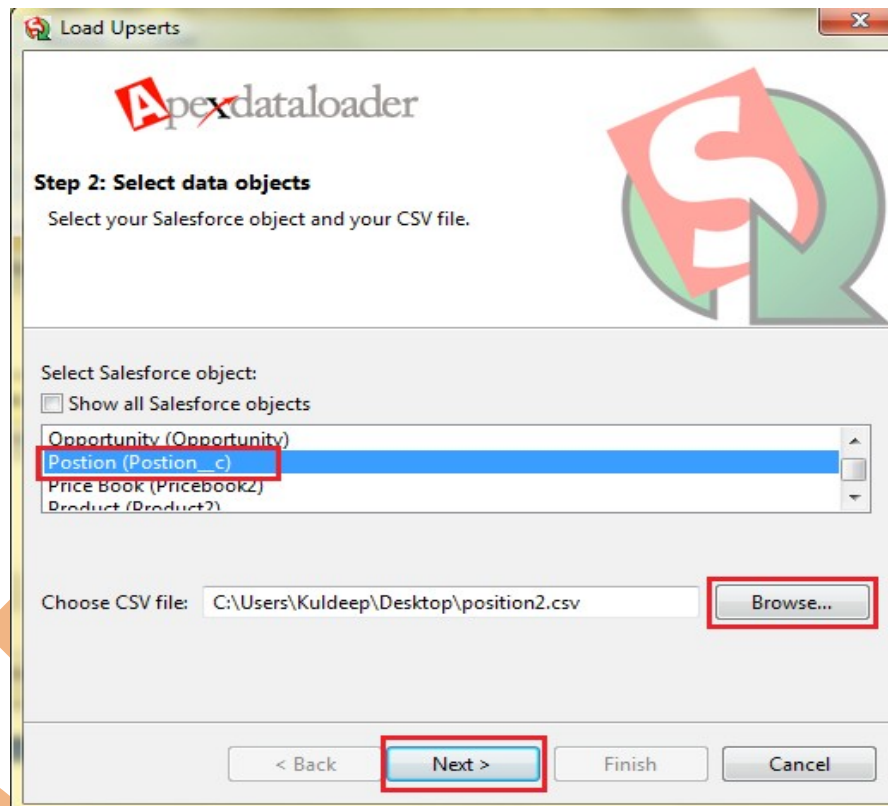 Load Upserts
Apexdataloader
Step 2: Select data objects
Select your Salesforce object and your CSV file.
Select Salesforce object:
Show all Salesforce objects
Opportunity (Opportunity)
Postion (Postion__c)
Price Book (Pricebook2)
Product (Product2)
Choose CSV file: C:\Users\Kuldeep\Desktop\position2.csv Browse...
< Back Next > Finish Cancel